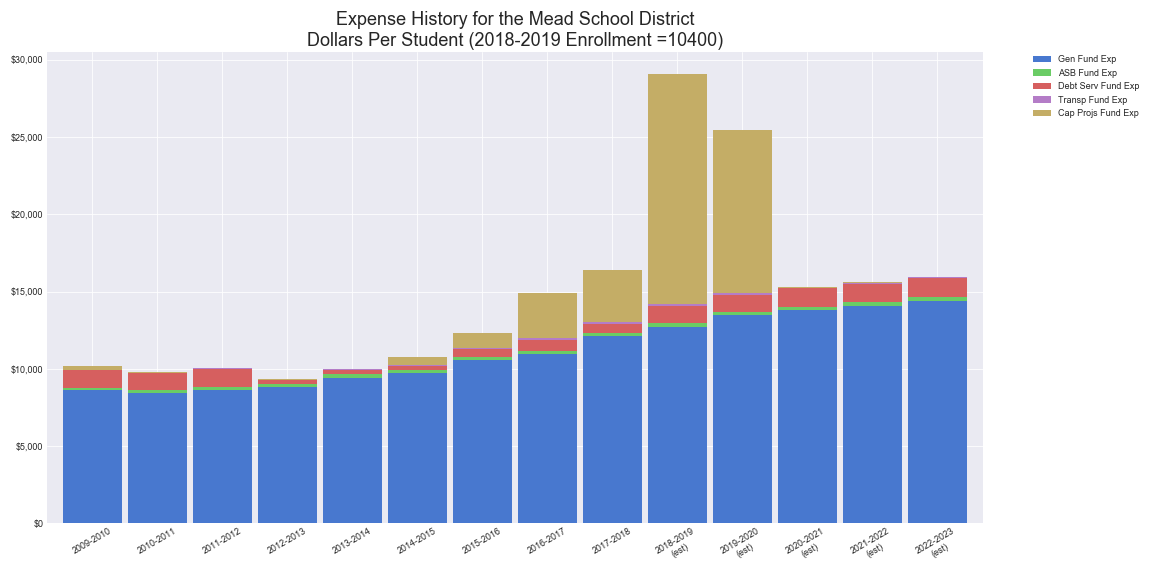 Expense History for the Mead School District
Dollars Per Student (2018-2019 Enrollment =10400)
Gen Fund Exp
ASB Fund Exp
Debt Serv Fund Exp
Transp Fund Exp
Cap Projs Fund Exp
$30,000
$25,000
$20,000
$15,000
$10,000
$5,000
$0
2009-2010
2010-2011
2011-2012
2012-2013
2013-2014
2014-2015
2015-2016
2016-2017
2017-2018
2018-2019
(est)
2019-2020
(est)
2020-2021
(est)
2021-2022
(est)
2022-2023
(est)